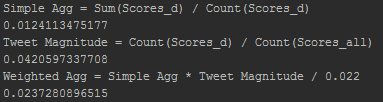 Simple Agg = Sum(Scores_d) / Count(Scores_d)
0.0124113475177
Tweet Magnitude = Count(Scores_d) / Count(Scores_all)
0.0420597337708
Weighted Agg = Simple Agg * Tweet Magnitude / 0.022
0.0237280896515